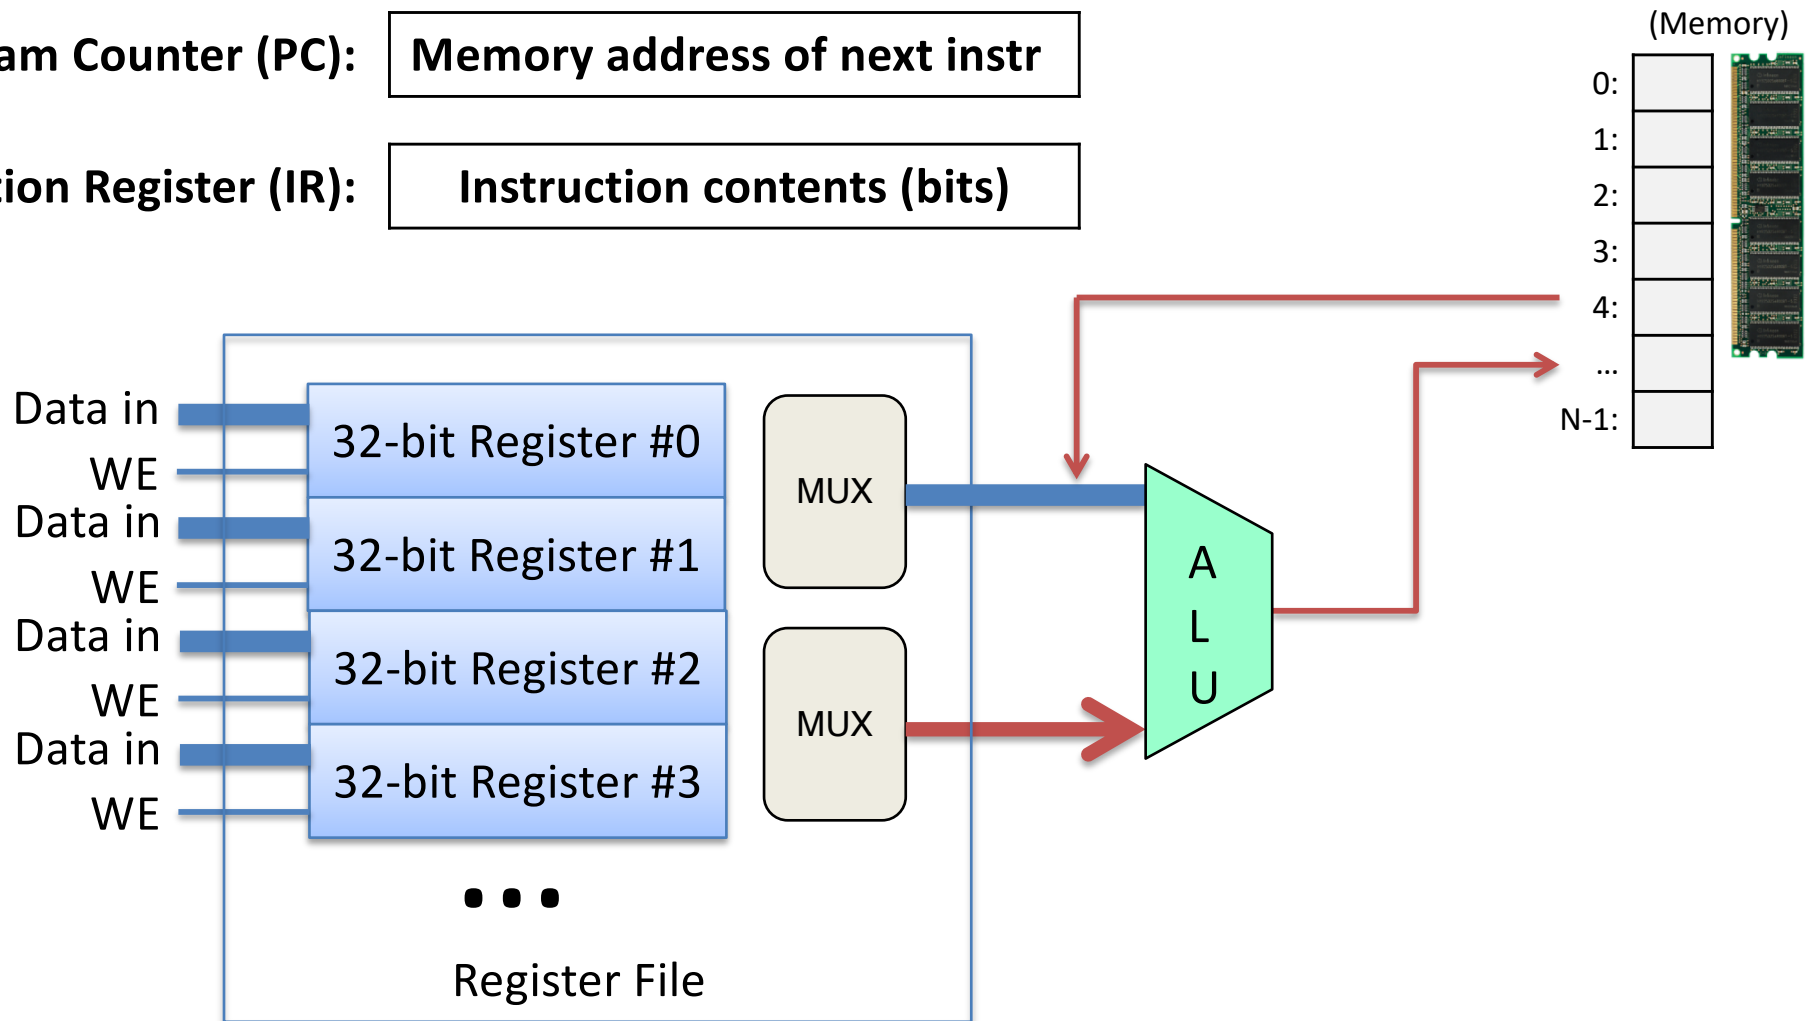 am Counter (PC): Memory address of next instr
tion Register (IR): Instruction contents (bits)
(Memory)
0:
1:
2:
3:
4:
...
N-1:
Data in
WE
Data in
WE
Data in
WE
Data in
WE
32-bit Register #0
32-bit Register #1
32-bit Register #2
32-bit Register #3
...
MUX
MUX
A
L
U
Register File